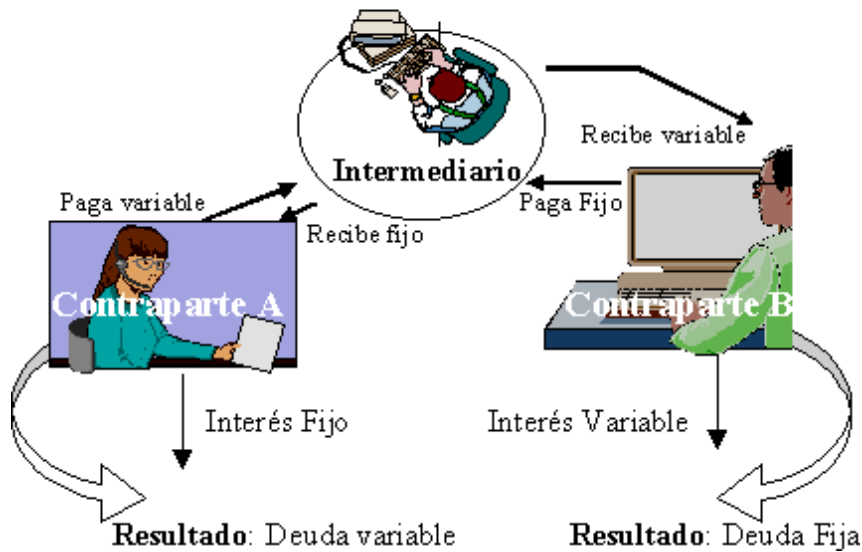 Recibe variable
Intermediario
Paga variable
Paga Fijo
Recibe fijo
Contraparte A
Contraparte B
Interés Fijo
Interés Variable
Resultado: Deuda variable
Resultado: Deuda Fija